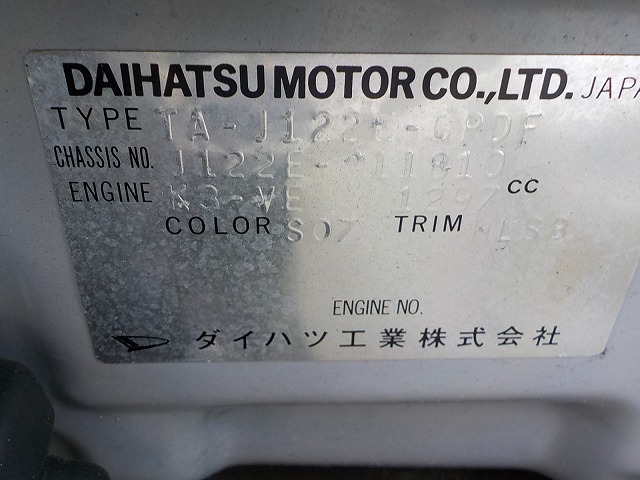 DAIHATSU MOTOR CO.,LTD. JAPA
TYPE TA-J122E-GPDF
CHASSIS NO.
ENGINE K3-VE 1297 CC
COLOR S07 TRIM
ENGINE NO.
ダイハツ工業株式会社